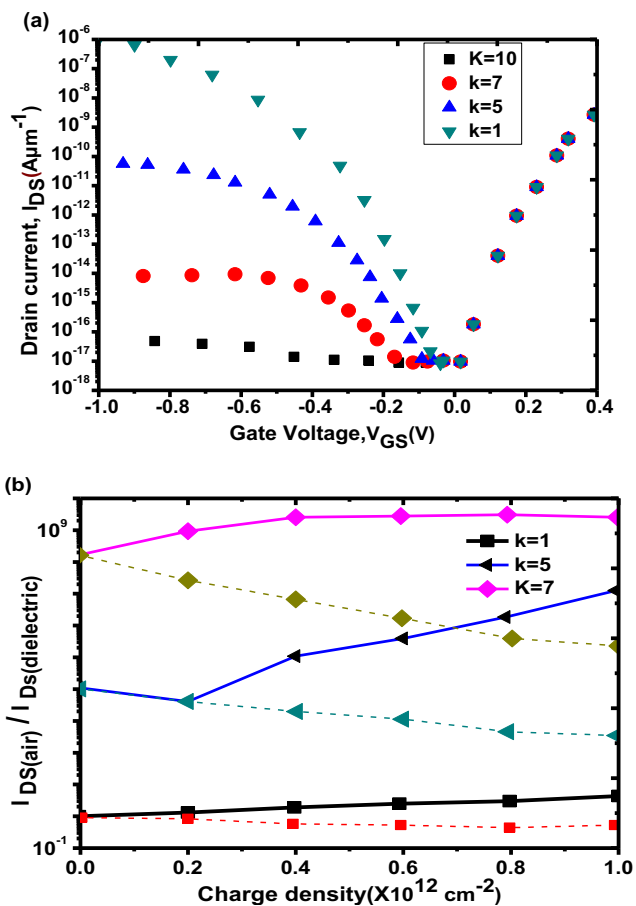 (a)
10^-6
10^-7
10^-8
10^-9
10^-10
10^-11
10^-12
10^-13
10^-14
10^-15
10^-16
10^-17
10^-18
Drain current, I_DS(Aμm^-1)
K=10
k=7
k=5
k=1
-1.0 -0.8 -0.6 -0.4 -0.2 0.0 0.2 0.4
Gate Voltage,V_GS(V)
(b)
10^9
10^-1
I_DS(air) / I_Ds(dielectric)
k=1
k=5
K=7
0.0 0.2 0.4 0.6 0.8 1.0
Charge density(X10^12 cm^-2)